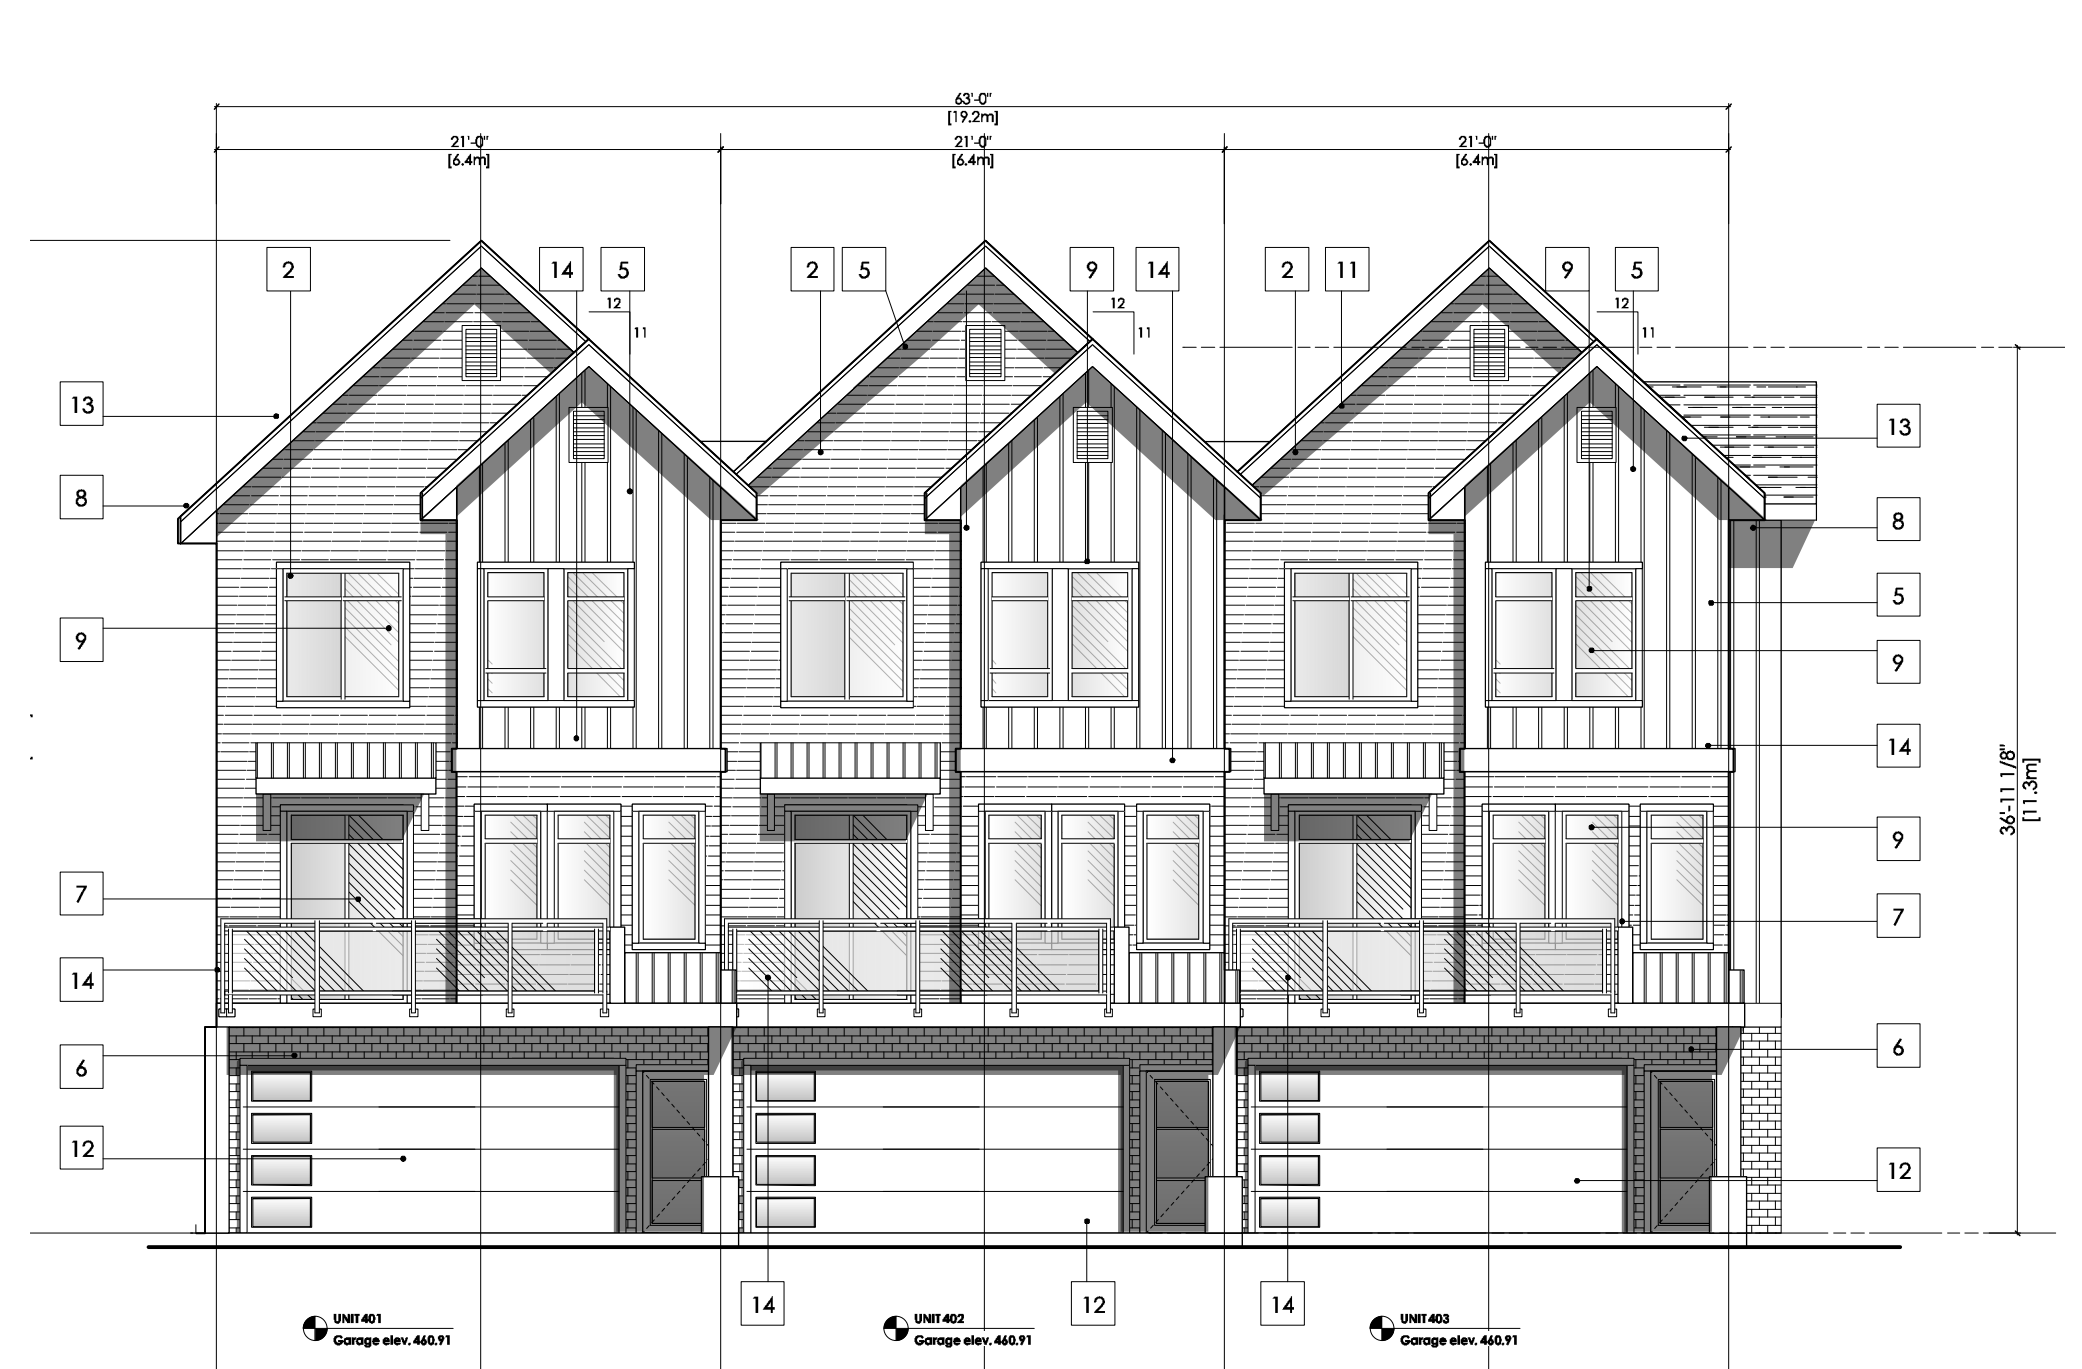 63'-0"
[19.2m]
21'-0" 21'-0" 21'-0"
[6.4m] [6.4m] [6.4m]
2 14 5 2 5 9 14 2 11 9 5
12 12 12
11 11 11
13
13
8
8
5
9
9
14
36'-11 1/8"
[11.3m]
9
7
7
14
6
6
12
12
14 12 14
UNIT 401 UNIT 402 UNIT 403
Garage elev. 460.91 Garage elev. 460.91 Garage elev. 460.91